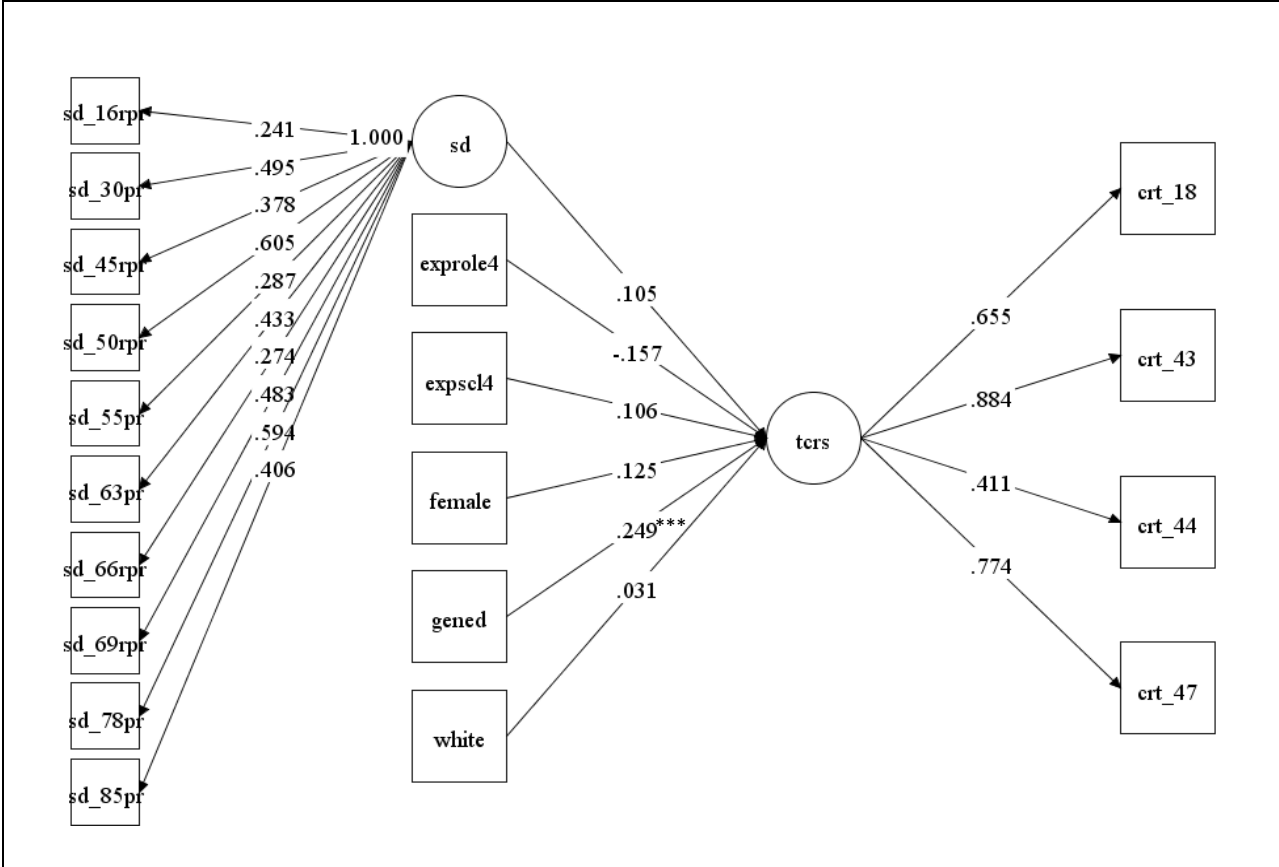 sd_16rpr
sd_30pr
sd_45rpr
sd_50rpr
sd_55pr
sd_63pr
sd_66rpr
sd_69rpr
sd_78pr
sd_85pr
.241
.495
.378
.605
.287
.433
.274
.483
.594
.406
1.000
sd
exprole4
expscl4
female
gened
white
.105
-.157
.106
.125
.249***
.031
tcrs
.655
.884
.411
.774
crt_18
crt_43
crt_44
crt_47